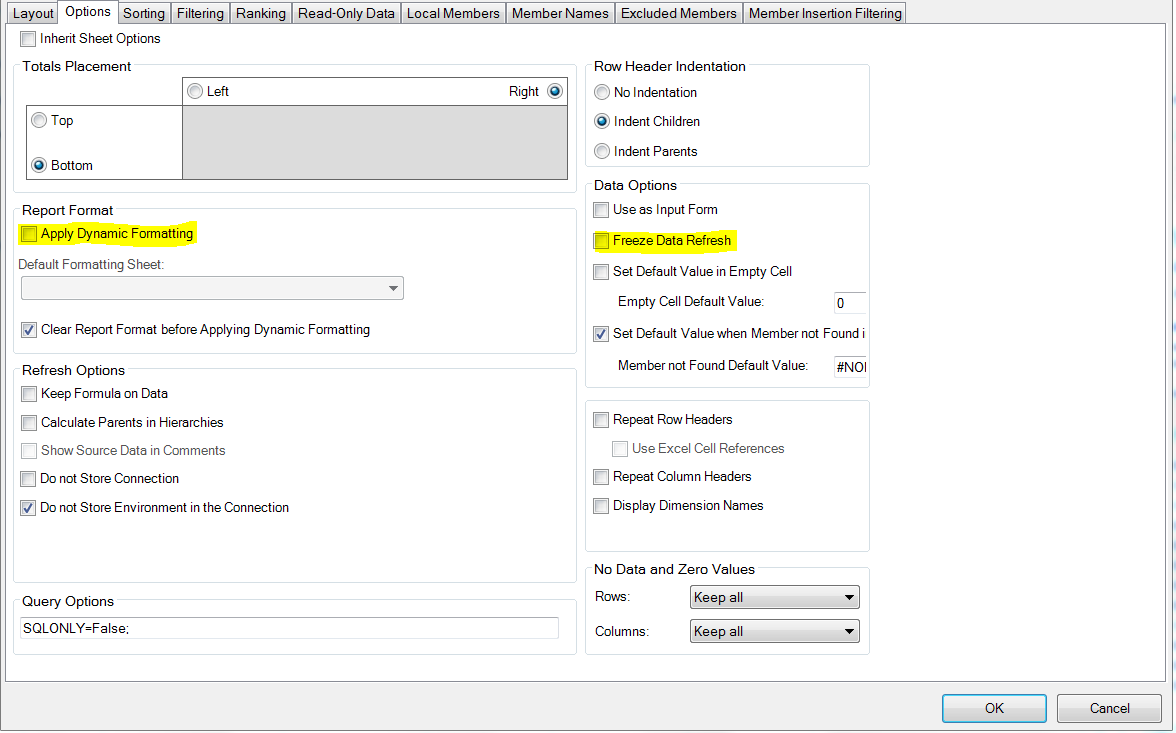 Layout Options Sorting Filtering Ranking Read-Only Data Local Members Member Names Excluded Members Member Insertion Filtering
Inherit Sheet Options
Totals Placement
Left Right
Top
Bottom
Report Format
Apply Dynamic Formatting
Default Formatting Sheet:
Clear Report Format before Applying Dynamic Formatting
Refresh Options
Keep Formula on Data
Calculate Parents in Hierarchies
Show Source Data in Comments
Do not Store Connection
Do not Store Environment in the Connection
Query Options
SQLONLY=False;
Row Header Indentation
No Indentation
Indent Children
Indent Parents
Data Options
Use as Input Form
Freeze Data Refresh
Set Default Value in Empty Cell
Empty Cell Default Value: 0
Set Default Value when Member not Found i
Member not Found Default Value: #NO
Repeat Row Headers
Use Excel Cell References
Repeat Column Headers
Display Dimension Names
No Data and Zero Values
Rows: Keep all
Columns: Keep all
OK Cancel